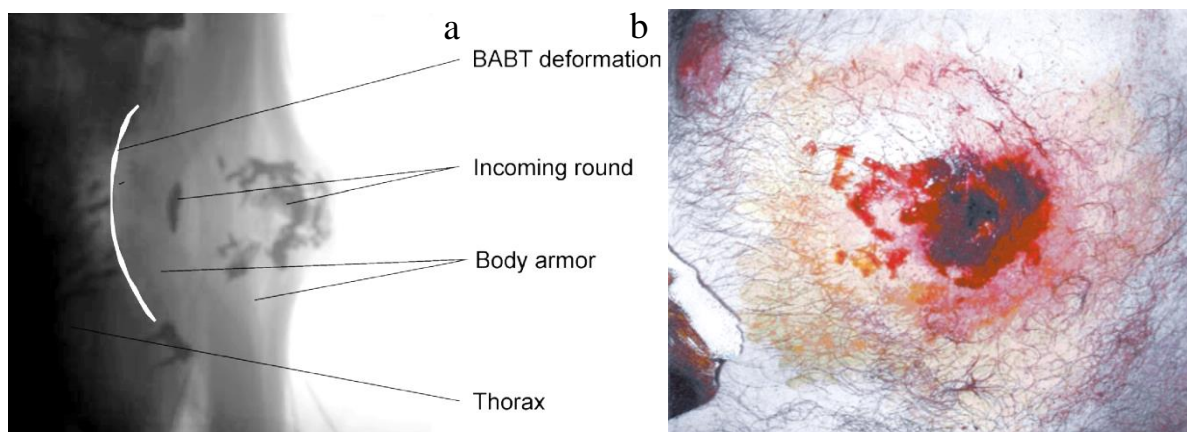 a
b
BABT deformation
Incoming round
Body armor
Thorax